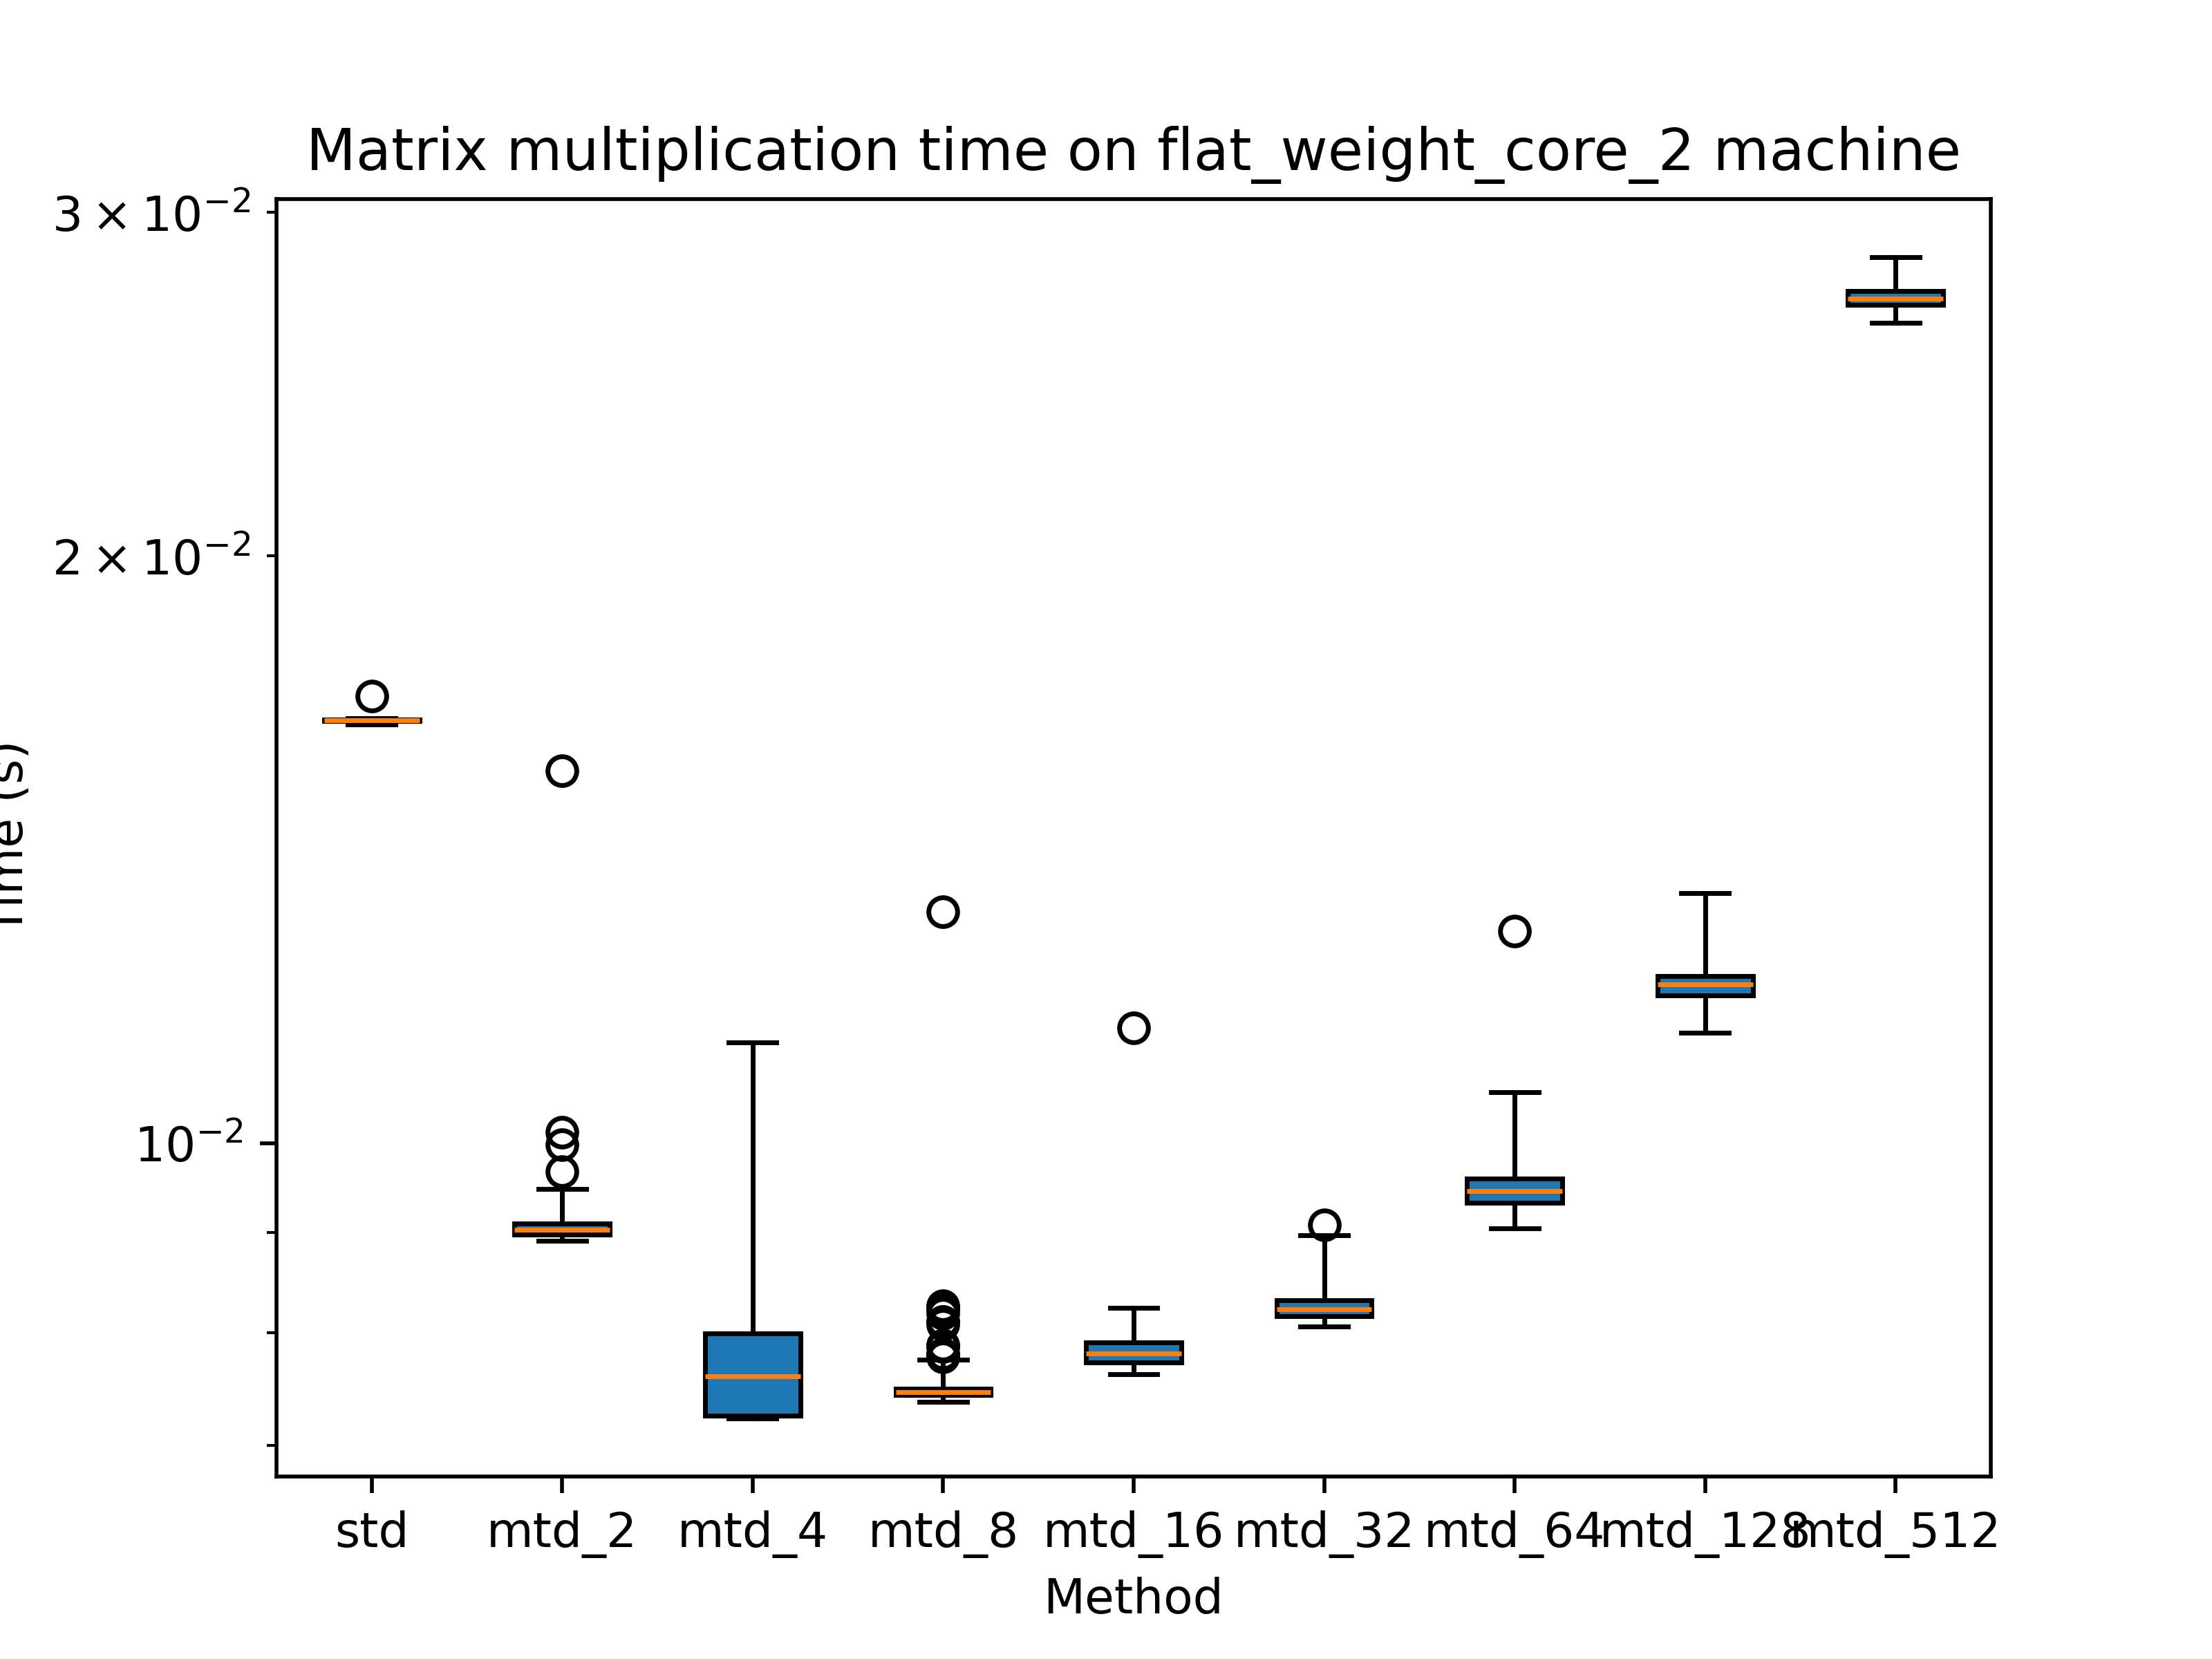 Matrix multiplication time on flat_weight_core_2 machine
3 × 10⁻²
2 × 10⁻²
10⁻²
Time (s)
std mtd_2 mtd_4 mtd_8 mtd_16 mtd_32 mtd_64 mtd_128 mtd_512
Method